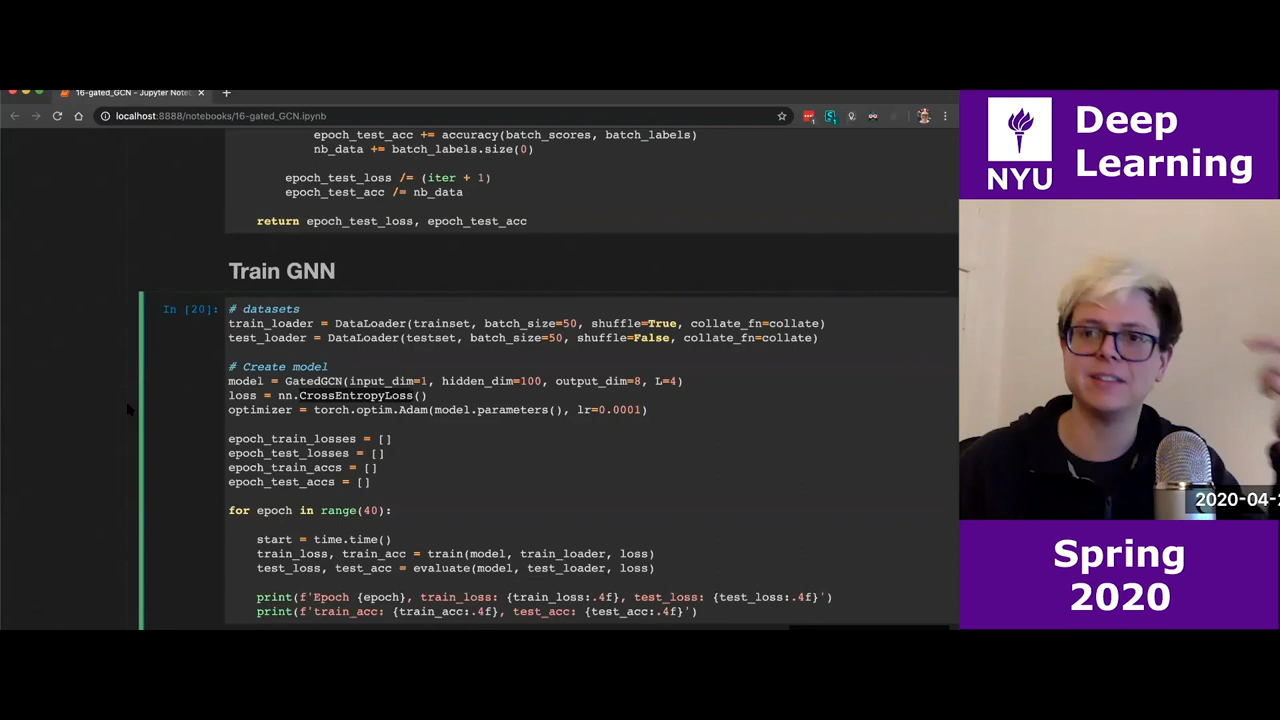 16-gated_GCN - Jupyter Note
localhost:8888/notebooks/16-gated_GCN.ipynb
epoch_test_acc += accuracy(batch_scores, batch_labels)
nb_data += batch_labels.size(0)
epoch_test_loss /= (iter + 1)
epoch_test_acc /= nb_data
return epoch_test_loss, epoch_test_acc
Train GNN
In [20]:
# datasets
train_loader = DataLoader(trainset, batch_size=50, shuffle=True, collate_fn=collate)
test_loader = DataLoader(testset, batch_size=50, shuffle=False, collate_fn=collate)
# Create model
model = GatedGCN(input_dim=1, hidden_dim=100, output_dim=8, L=4)
loss = nn.CrossEntropyLoss()
optimizer = torch.optim.Adam(model.parameters(), lr=0.0001)
epoch_train_losses = []
epoch_test_losses = []
epoch_train_accs = []
epoch_test_accs = []
for epoch in range(40):
start = time.time()
train_loss, train_acc = train(model, train_loader, loss)
test_loss, test_acc = evaluate(model, test_loader, loss)
print(f'Epoch {epoch}, train_loss: {train_loss:.4f}, test_loss: {test_loss:.4f}')
print(f'train_acc: {train_acc:.4f}, test_acc: {test_acc:.4f}')
NYU
Deep
Learning
2020-04-2
Spring
2020